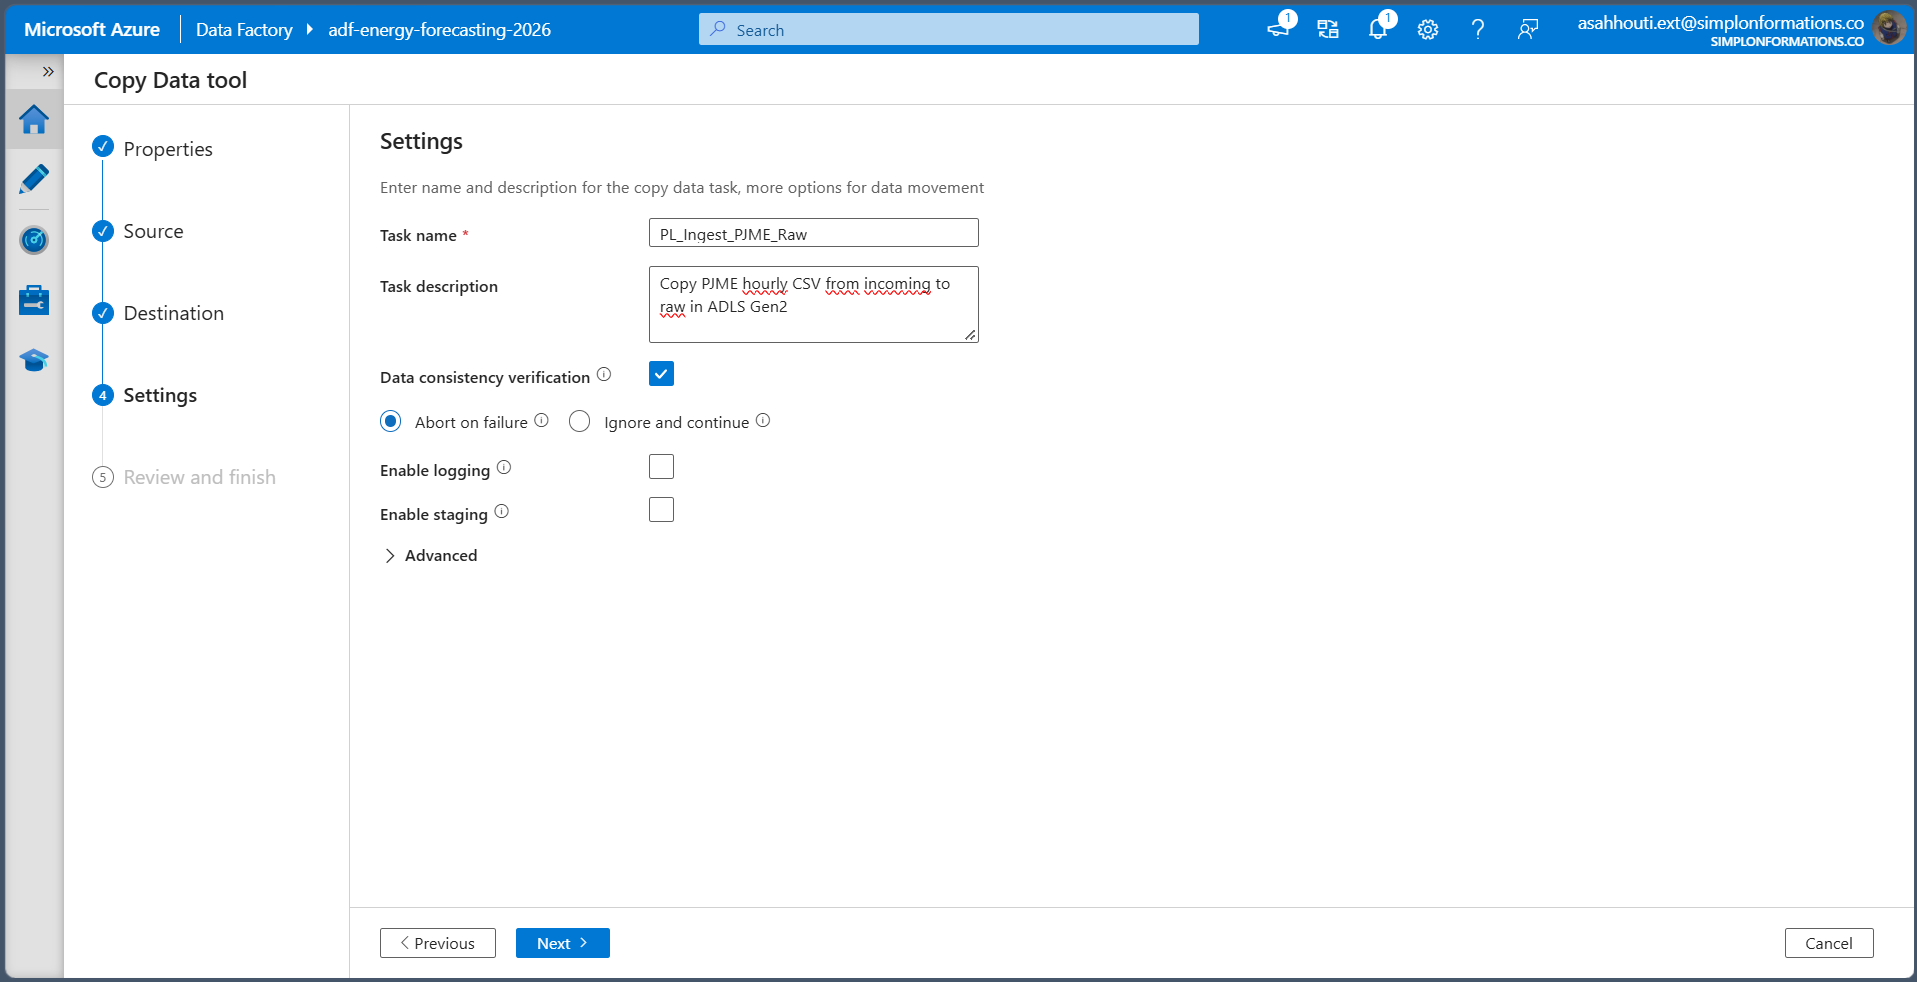 Microsoft Azure
Data Factory
adf-energy-forecasting-2026
Search
1
1
asahhouti.ext@simplonformations.co
SIMPLONFORMATIONS.CO
Copy Data tool
Properties
Source
Destination
4 Settings
5 Review and finish
Settings
Enter name and description for the copy data task, more options for data movement
Task name *
PL_Ingest_PJME_Raw
Task description
Copy PJME hourly CSV from incoming to
raw in ADLS Gen2
Data consistency verification
Abort on failure
Ignore and continue
Enable logging
Enable staging
Advanced
Previous
Next
Cancel